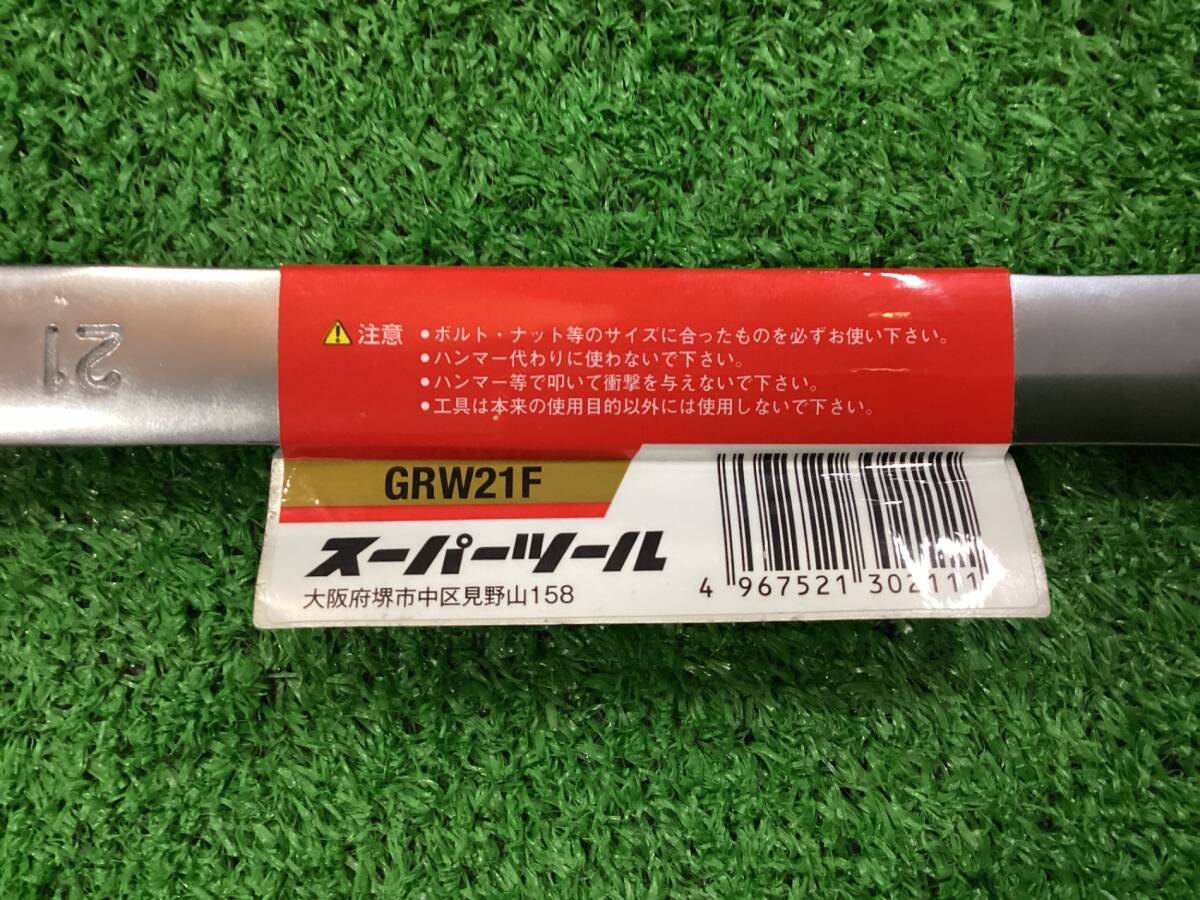 21
⚠注意 ●ボルト・ナット等のサイズに合ったものを必ずお使い下さい。
●ハンマー代わりに使わないで下さい。
●ハンマー等で叩いて衝撃を与えないで下さい。
●工具は本来の使用目的以外には使用しないで下さい。
GRW21F
スーパーツール
大阪府堺市中区見野山158
4 967521 302111